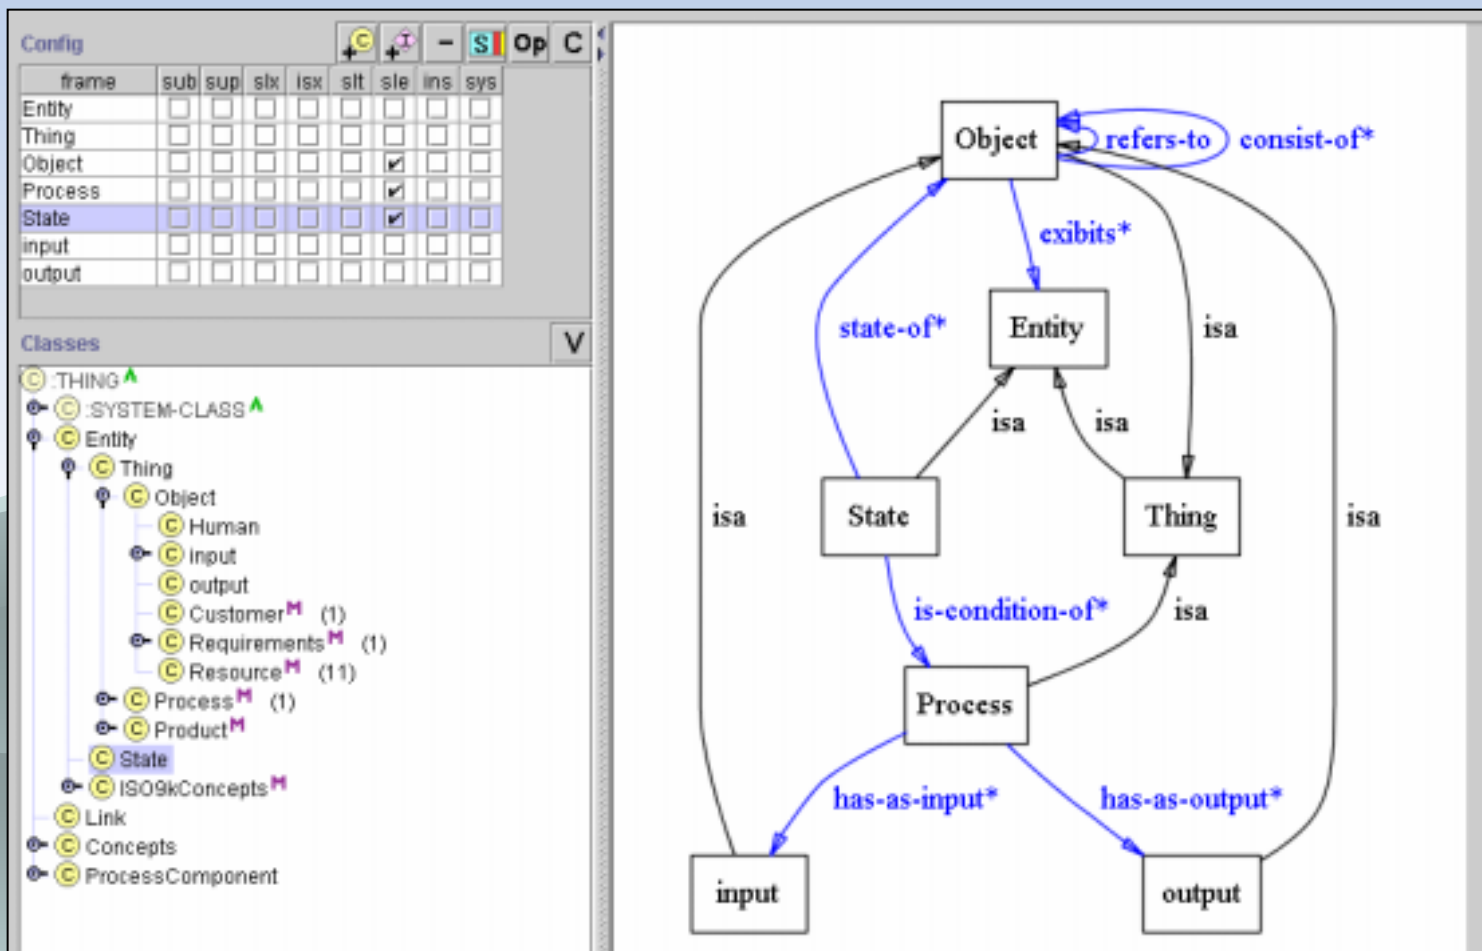 Config
C
I
−
S
Op
C
frame sub sup slx isx slt sle ins sys
Entity
Thing
Object
Process
State
input
output
Classes
V
C :THING A
C :SYSTEM-CLASS A
C Entity
C Thing
C Object
C Human
C input
C output
C Customer M (1)
C Requirements M (1)
C Resource M (11)
C Process M (1)
C Product M
C State
C ISO9kConcepts M
C Link
C Concepts
C ProcessComponent
Object
refers-to
consist-of*
exibits*
state-of*
Entity
isa
isa
isa
isa
State
Thing
isa
is-condition-of*
isa
Process
has-as-input*
has-as-output*
input
output